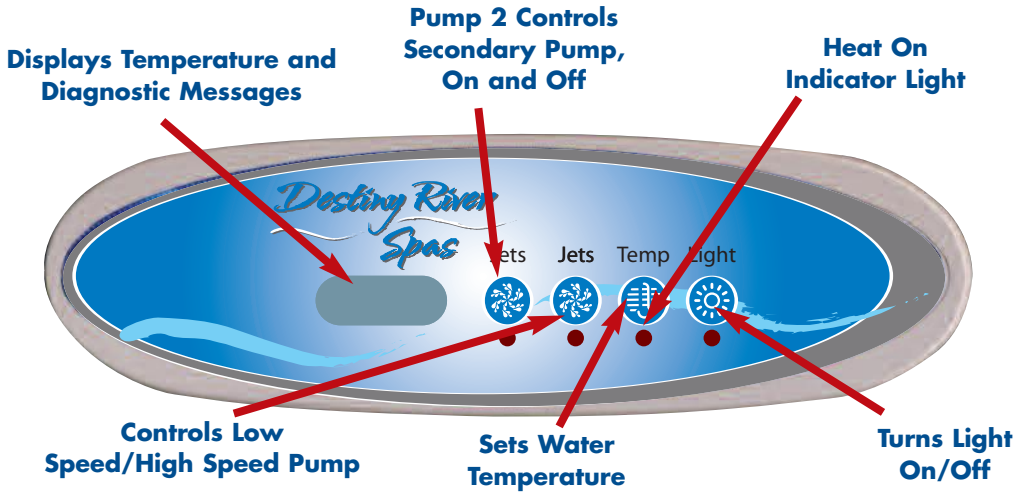 Pump 2 Controls
Secondary Pump,
On and Off
Displays Temperature and
Diagnostic Messages
Heat On
Indicator Light
Destiny River
Spas
Jets Jets Temp Light
Controls Low
Speed/High Speed Pump
Sets Water
Temperature
Turns Light
On/Off